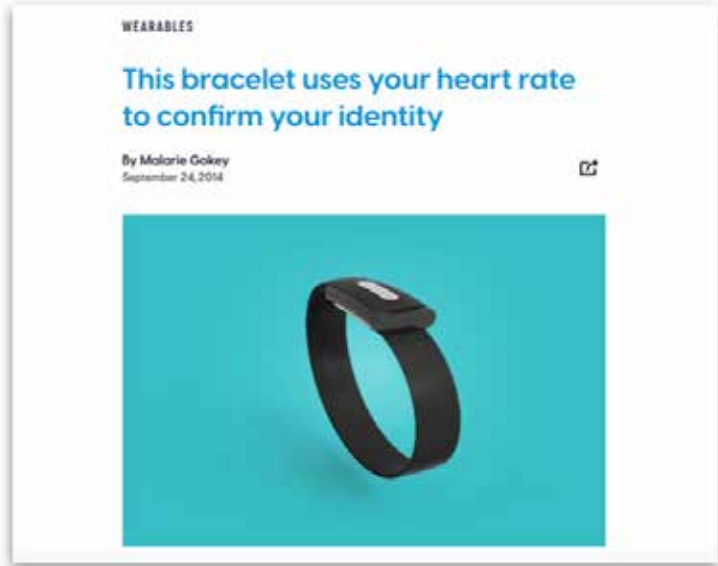 WEARABLES
This bracelet uses your heart rate
to confirm your identity
By Malarie Gokey
September 24, 2014